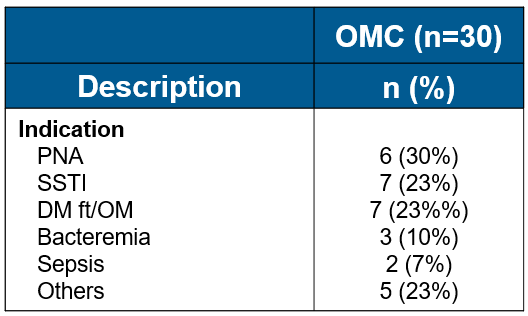 OMC (n=30)
Description n (%)
Indication
PNA 6 (30%)
SSTI 7 (23%)
DM ft/OM 7 (23%%)
Bacteremia 3 (10%)
Sepsis 2 (7%)
Others 5 (23%)